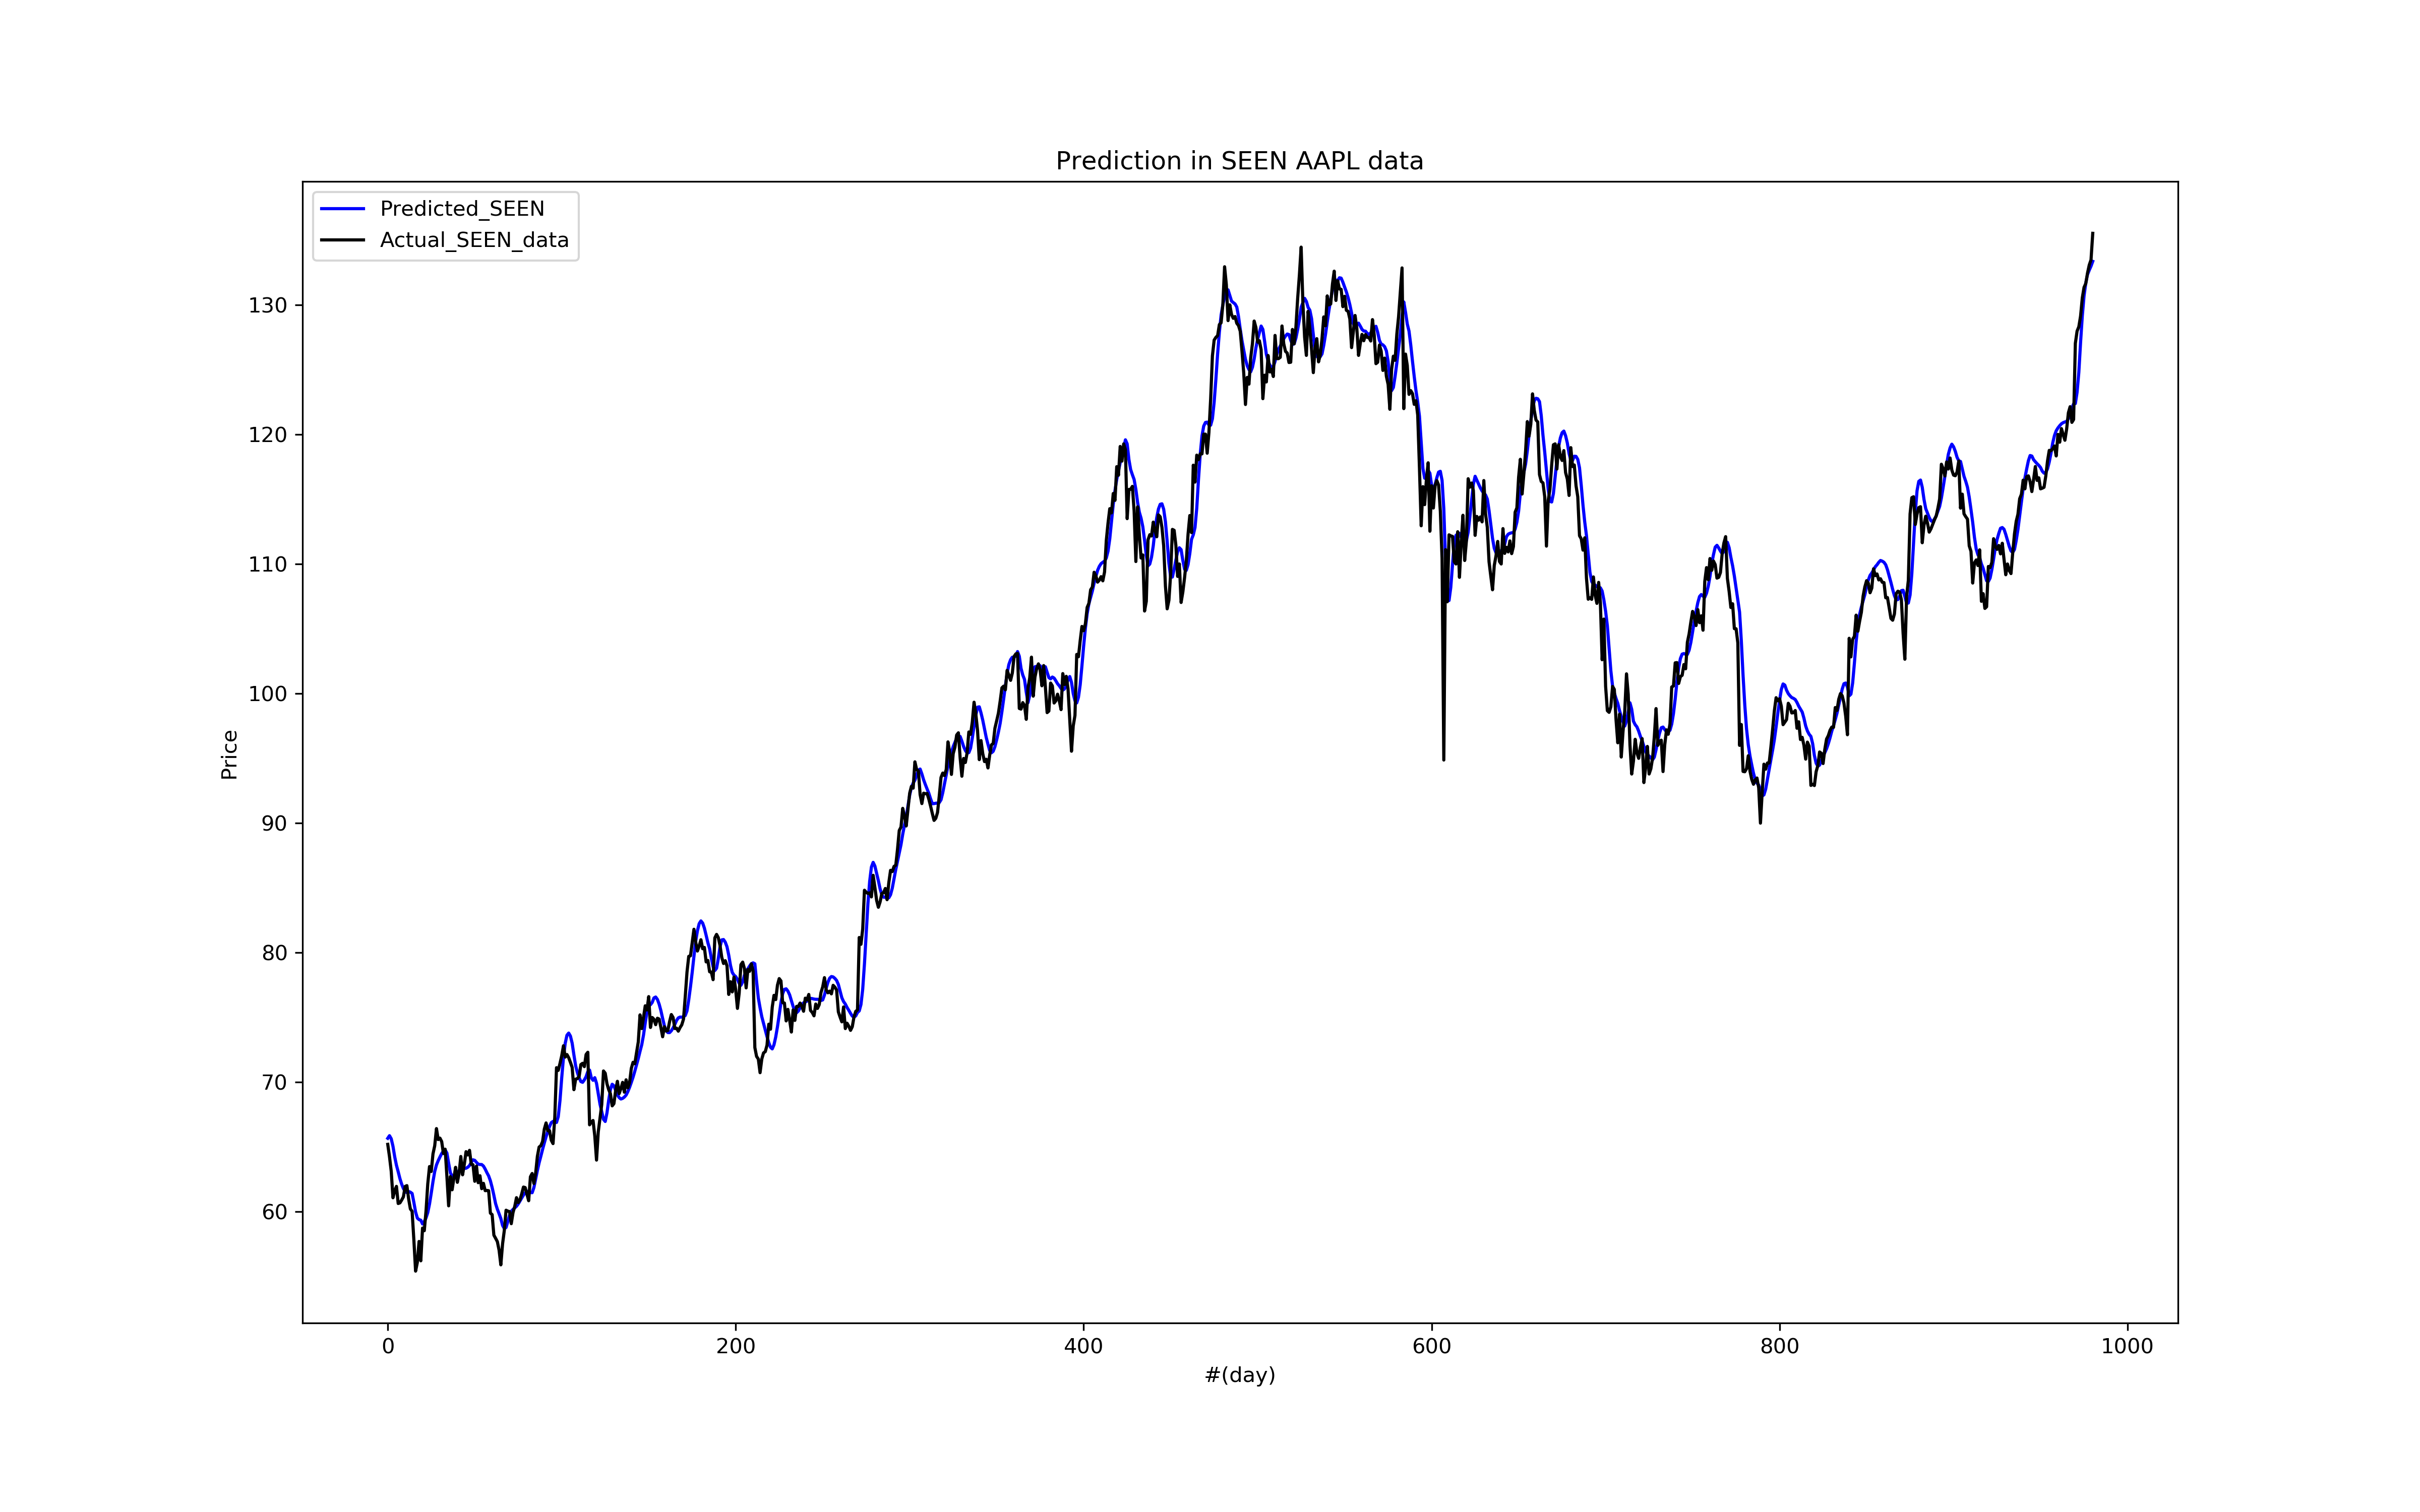 Prediction in SEEN AAPL data
Predicted_SEEN
Actual_SEEN_data
Price
130
120
110
100
90
80
70
60
0
200
400
600
800
1000
#(day)